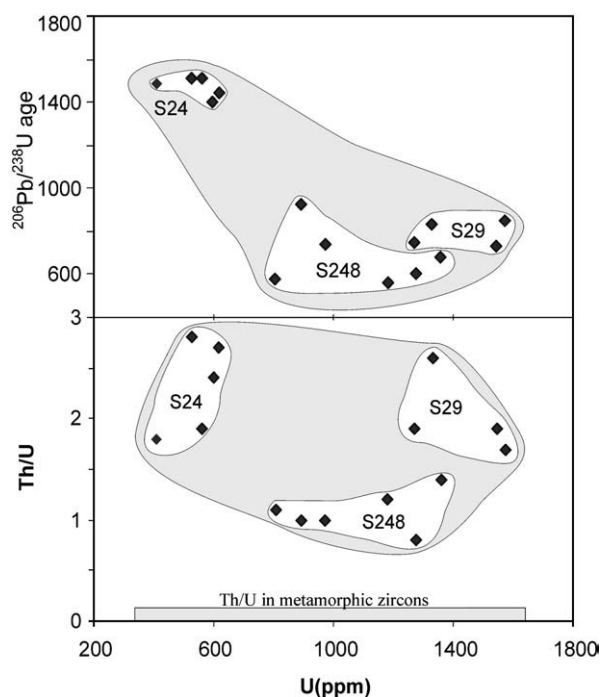 1800
1400
1000
600
206Pb/238U age
S24
S248
S29
3
2
1
0
Th/U
S24
S29
S248
Th/U in metamorphic zircons
200 600 1000 1400 1800
U(ppm)